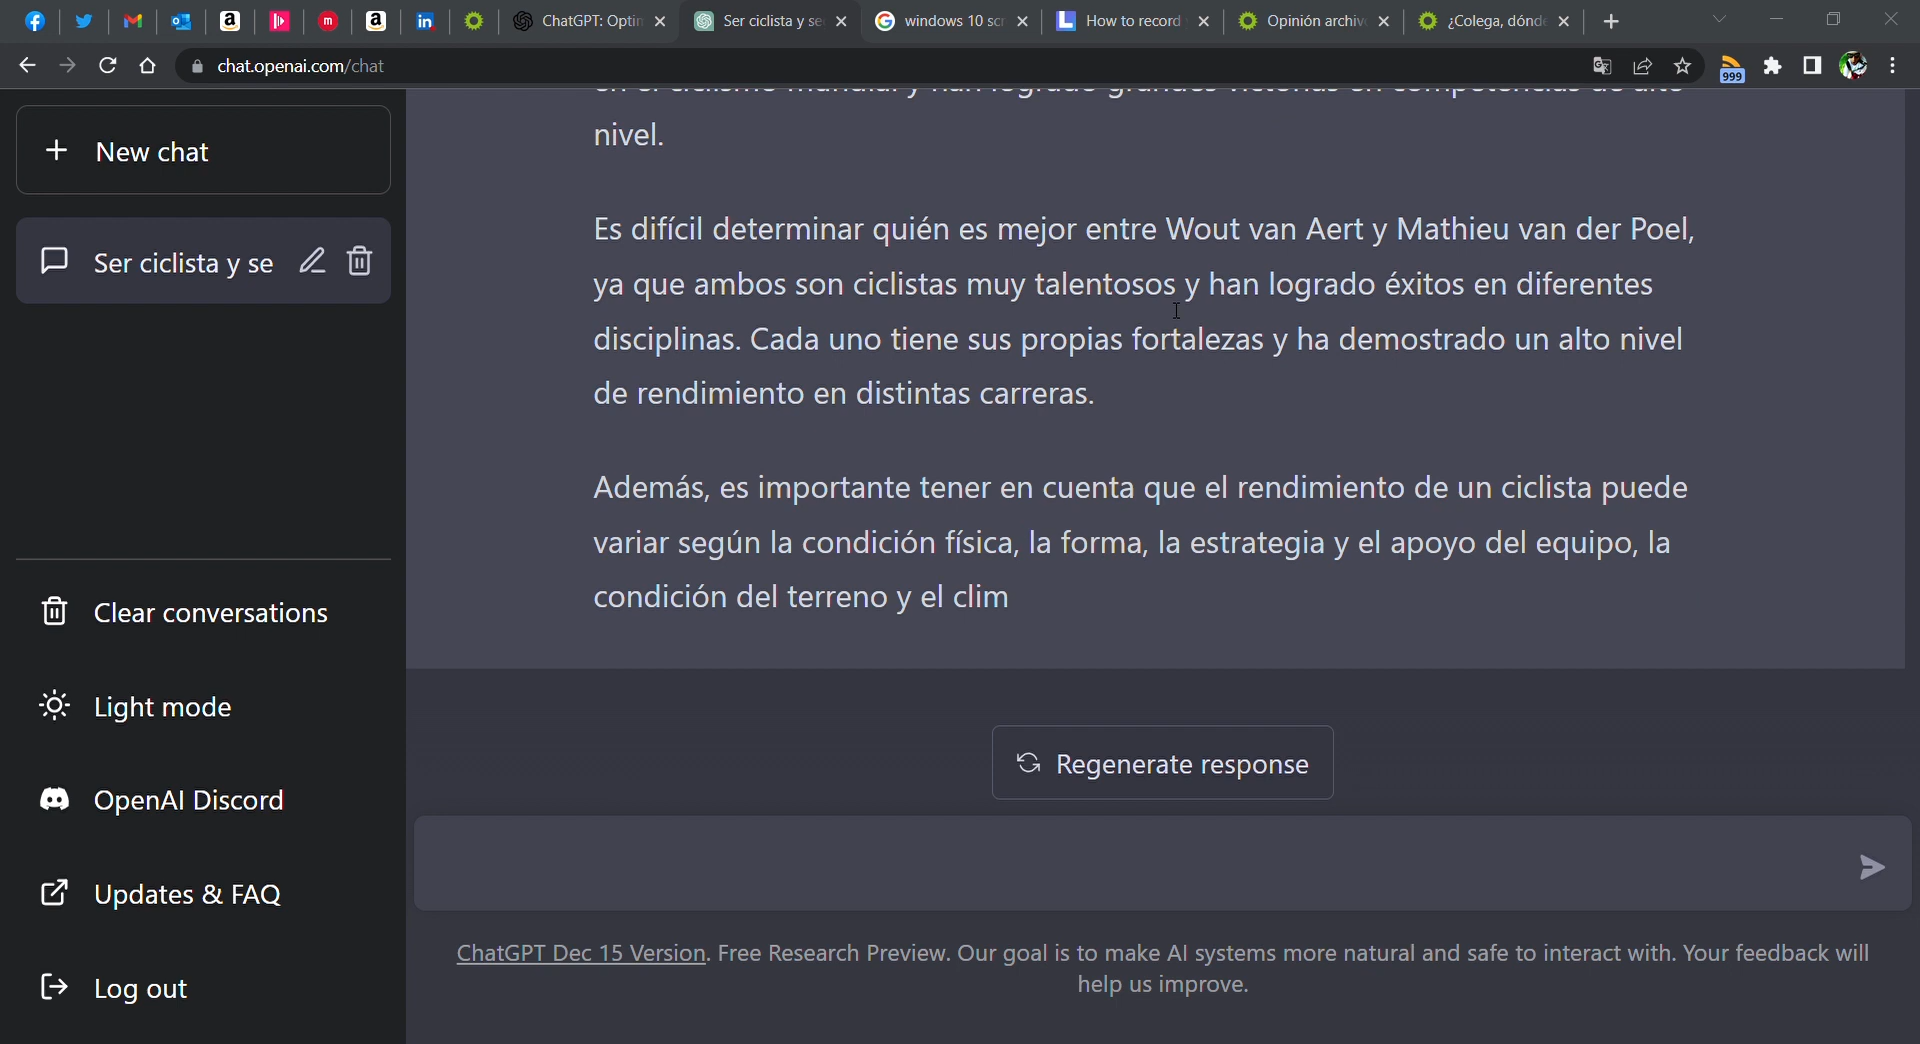 ChatGPT: Optin
Ser ciclista y se
windows 10 scr
How to record
Opinión archiv
¿Colega, dónde
chat.openai.com/chat
999
New chat
nivel.
Ser ciclista y se
Es difícil determinar quién es mejor entre Wout van Aert y Mathieu van der Poel,
ya que ambos son ciclistas muy talentosos y han logrado éxitos en diferentes
disciplinas. Cada uno tiene sus propias fortalezas y ha demostrado un alto nivel
de rendimiento en distintas carreras.
Además, es importante tener en cuenta que el rendimiento de un ciclista puede
variar según la condición física, la forma, la estrategia y el apoyo del equipo, la
condición del terreno y el clim
Clear conversations
Light mode
OpenAI Discord
Updates & FAQ
Log out
Regenerate response
ChatGPT Dec 15 Version. Free Research Preview. Our goal is to make AI systems more natural and safe to interact with. Your feedback will
help us improve.